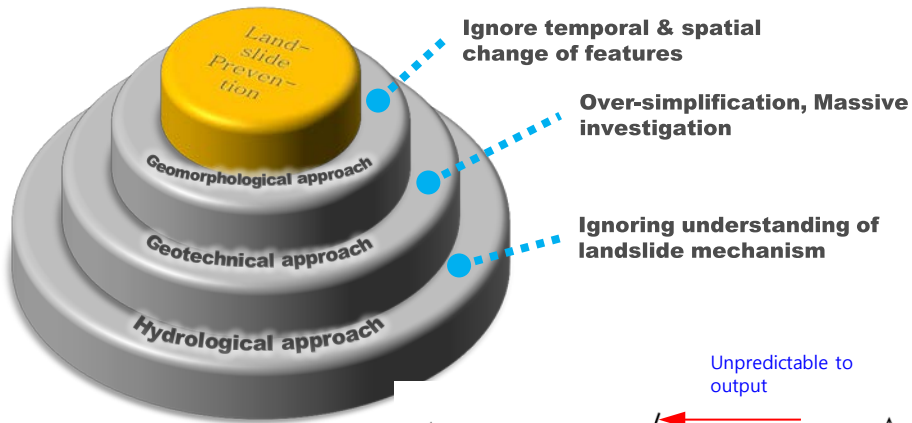 Land-
slide
Preven-
tion
Ignore temporal & spatial
change of features
Over-simplification, Massive
investigation
Geomorphological approach
Ignoring understanding of
landslide mechanism
Geotechnical approach
Hydrological approach
Unpredictable to
output